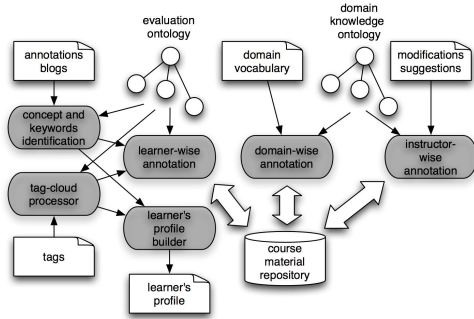 evaluation
ontology
domain
knowledge
ontology
annotations
blogs
domain
vocabulary
modifications
suggestions
concept and
keywords
identification
learner-wise
annotation
domain-wise
annotation
instructor-
wise
annotation
tag-cloud
processor
learner's
profile
builder
tags
course
material
repository
learner's
profile